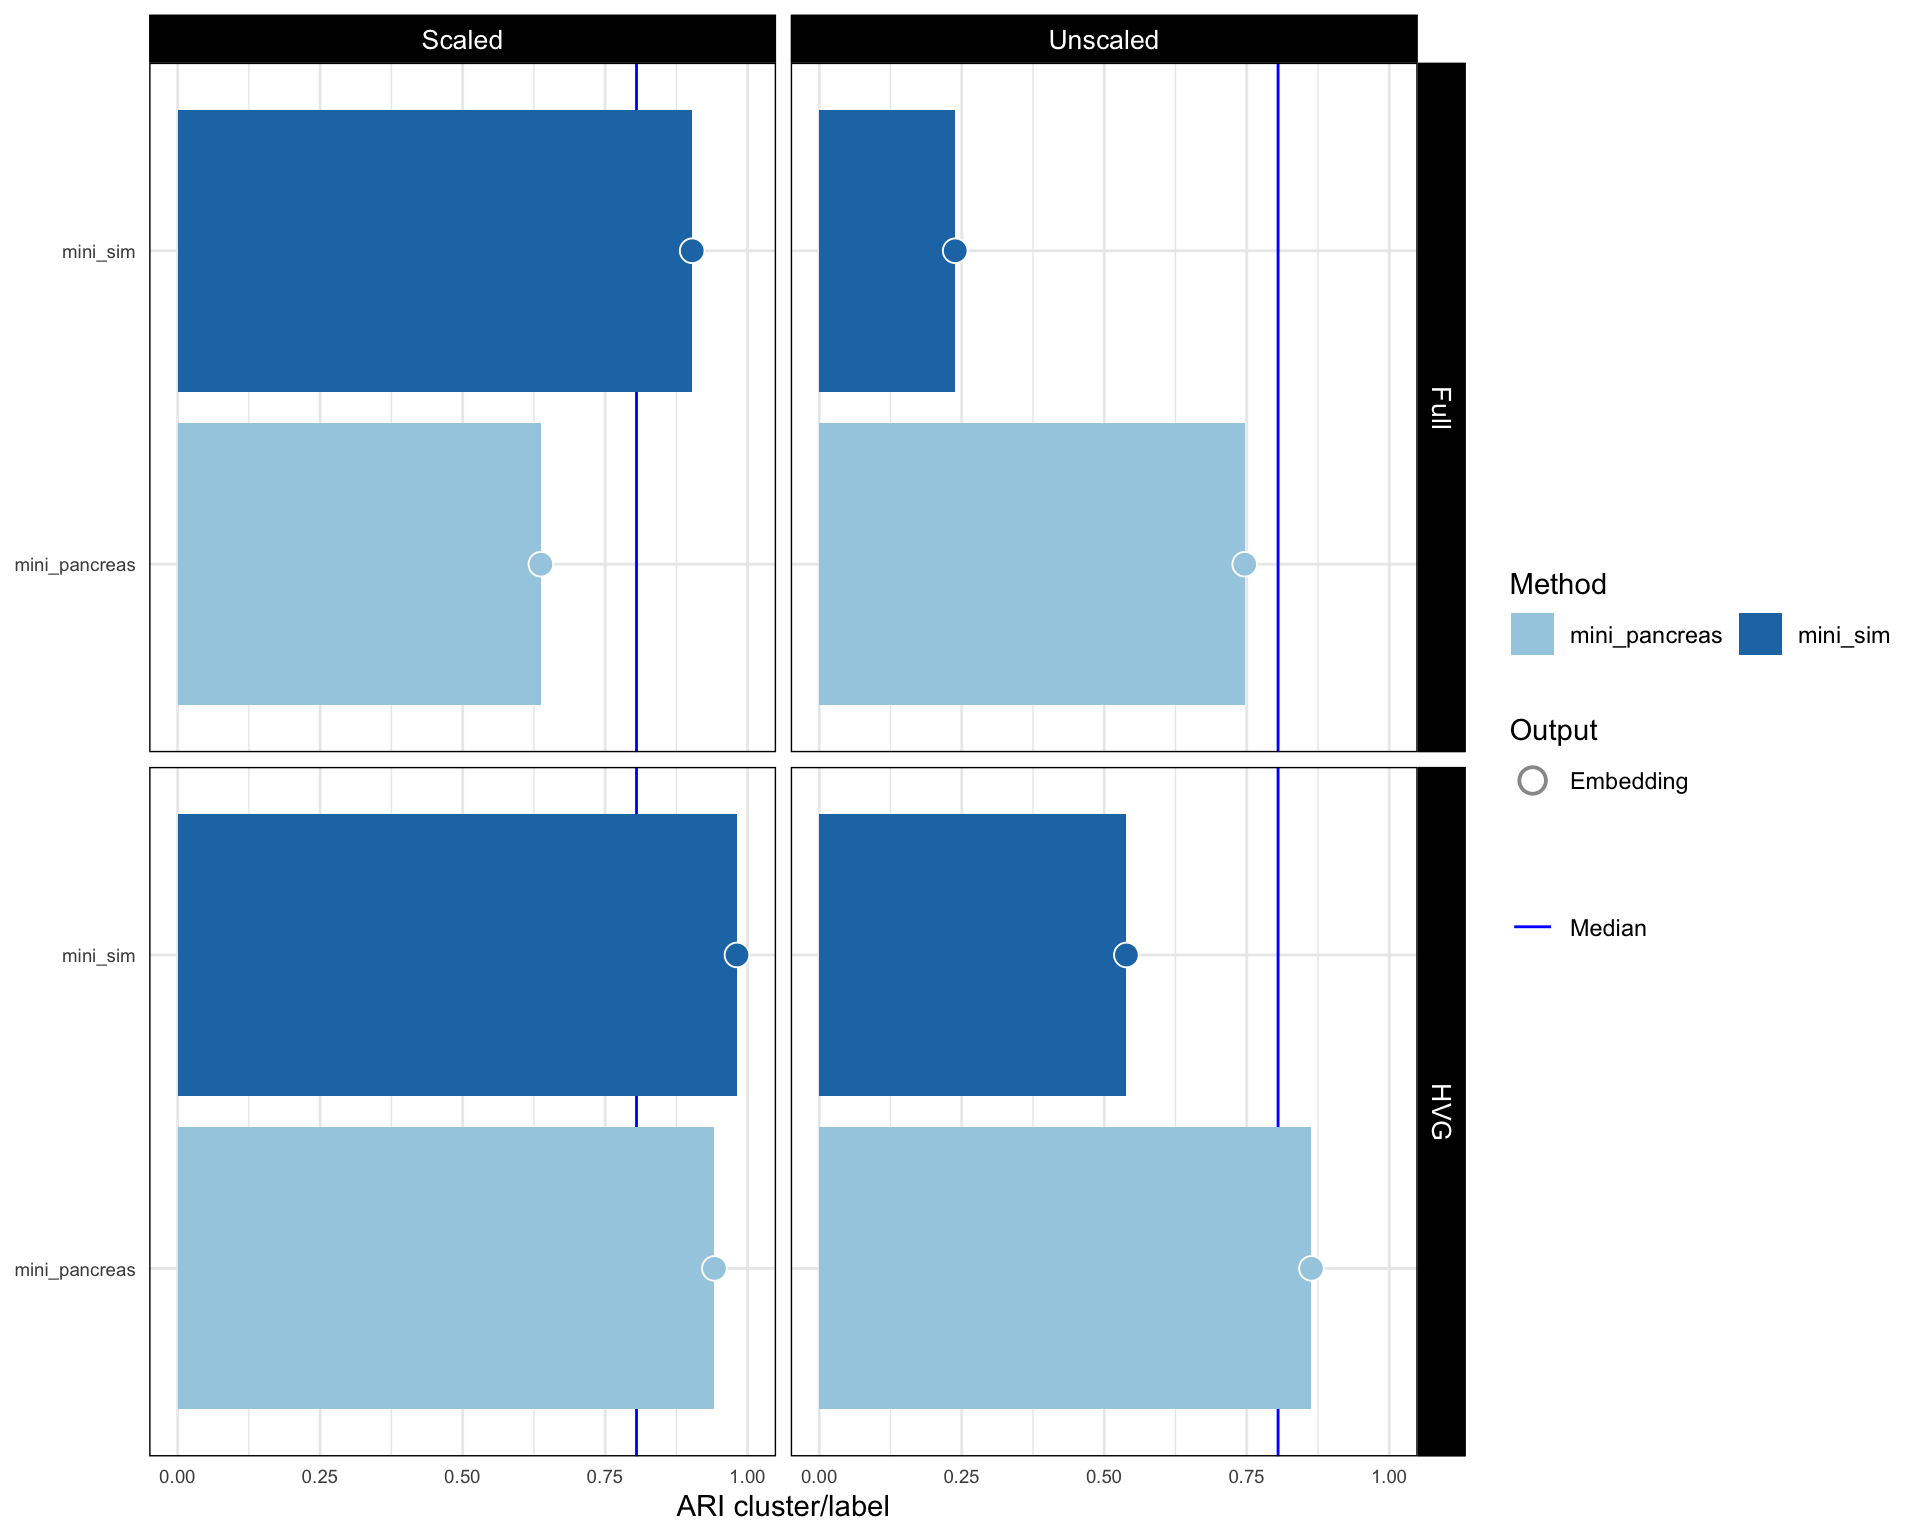 Scaled
Unscaled
Full
mini_sim
mini_pancreas
HVG
mini_sim
mini_pancreas
0.00 0.25 0.50 0.75 1.00
0.00 0.25 0.50 0.75 1.00
ARI cluster/label
Method
mini_pancreas mini_sim
Output
Embedding
Median